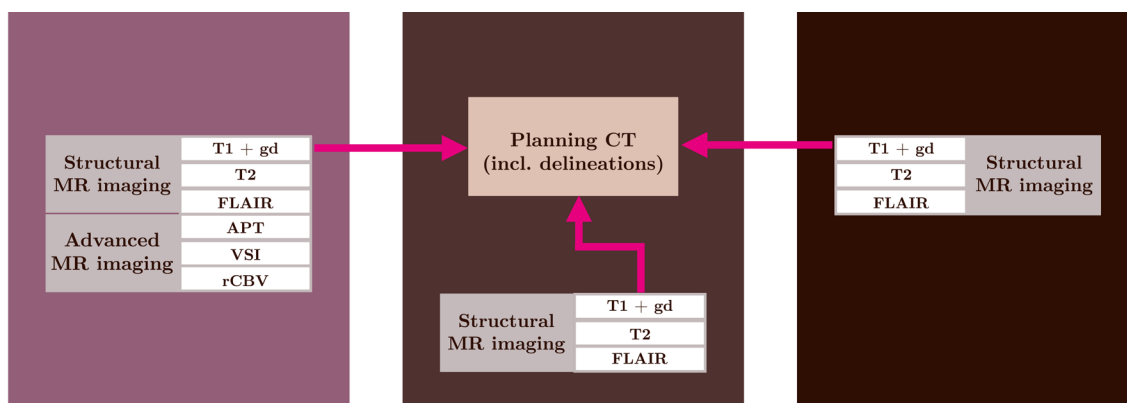 Structural
MR imaging
T1 + gd
T2
FLAIR
Advanced
MR imaging
APT
VSI
rCBV
Planning CT
(incl. delineations)
Structural
MR imaging
T1 + gd
T2
FLAIR
T1 + gd
T2
FLAIR
Structural
MR imaging